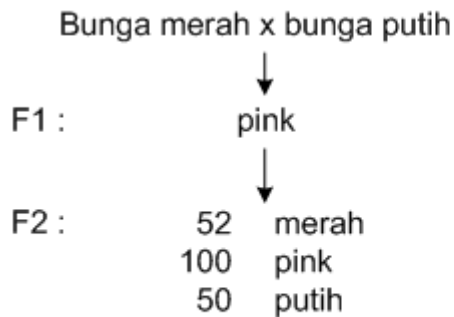 Bunga merah x bunga putih
F1 : pink
F2 : 52 merah
100 pink
50 putih